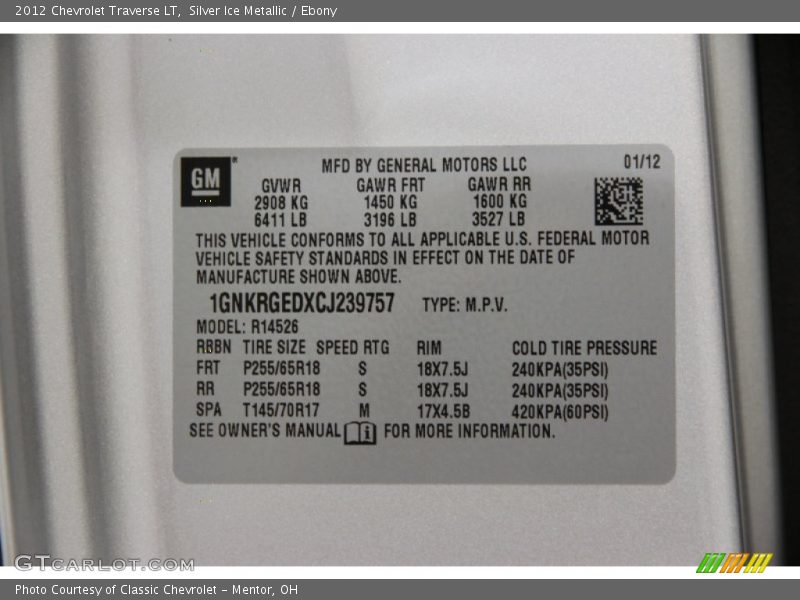 2012 Chevrolet Traverse LT, Silver Ice Metallic / Ebony
GM
MFD BY GENERAL MOTORS LLC 01/12
GVWR GAWR FRT GAWR RR
2908 KG 1450 KG 1600 KG
6411 LB 3196 LB 3527 LB
THIS VEHICLE CONFORMS TO ALL APPLICABLE U.S. FEDERAL MOTOR
VEHICLE SAFETY STANDARDS IN EFFECT ON THE DATE OF
MANUFACTURE SHOWN ABOVE.
1GNKRGEDXCJ239757 TYPE: M.P.V.
MODEL: R14526
RBBN TIRE SIZE SPEED RTG RIM COLD TIRE PRESSURE
FRT P255/65R18 S 18X7.5J 240KPA(35PSI)
RR P255/65R18 S 18X7.5J 240KPA(35PSI)
SPA T145/70R17 M 17X4.5B 420KPA(60PSI)
SEE OWNER'S MANUAL i FOR MORE INFORMATION.
GTCARLOT.COM
Photo Courtesy of Classic Chevrolet - Mentor, OH